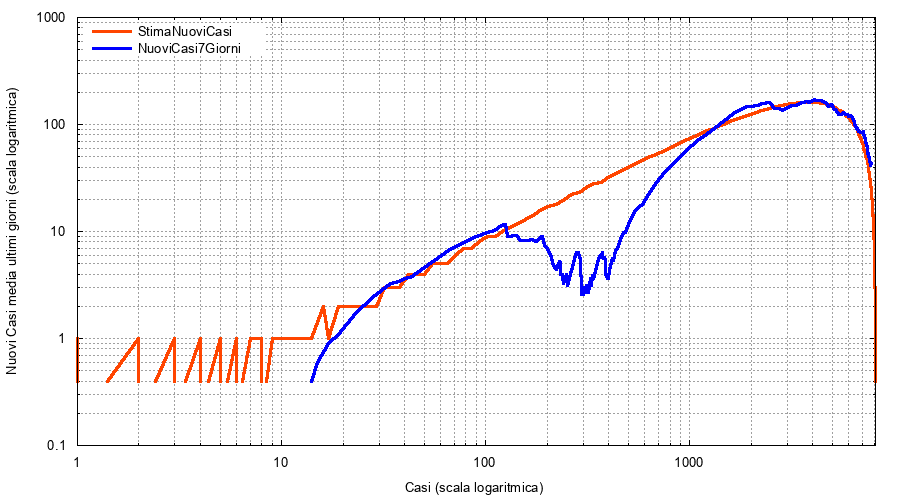 StimaNuoviCasi
NuoviCasi7Giorni
Nuovi Casi media ultimi giorni (scala logaritmica)
1000
100
10
1
0.1
1
10
100
1000
Casi (scala logaritmica)